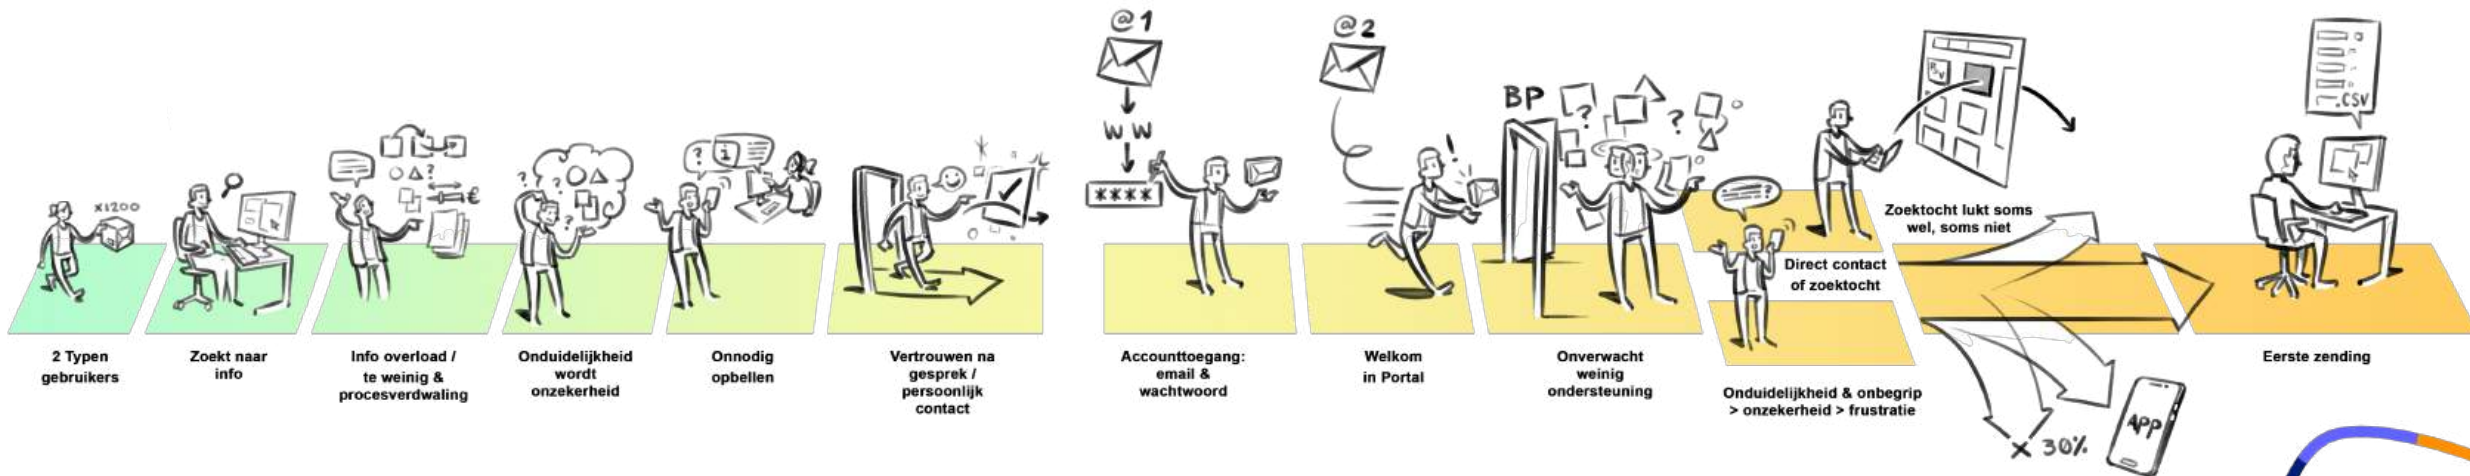 x1200
2 Typen
gebruikers
Zoekt naar
info
?
€
Info overload /
te weinig &
procesverdwaling
?
?
?
Onduidelijkheid
wordt
onzekerheid
?
i
Onnodig
opbellen
Vertrouwen na
gesprek /
persoonlijk
contact
@1
WW
****
Accounttoegang:
email &
wachtwoord
@2
!
Welkom
in Portal
BP
?
?
Onverwacht
weinig
ondersteuning
?
Direct contact
of zoektocht
Onduidelijkheid & onbegrip
> onzekerheid > frustratie
Zoektocht lukt soms
wel, soms niet
30%
APP
.CSV
Eerste zending